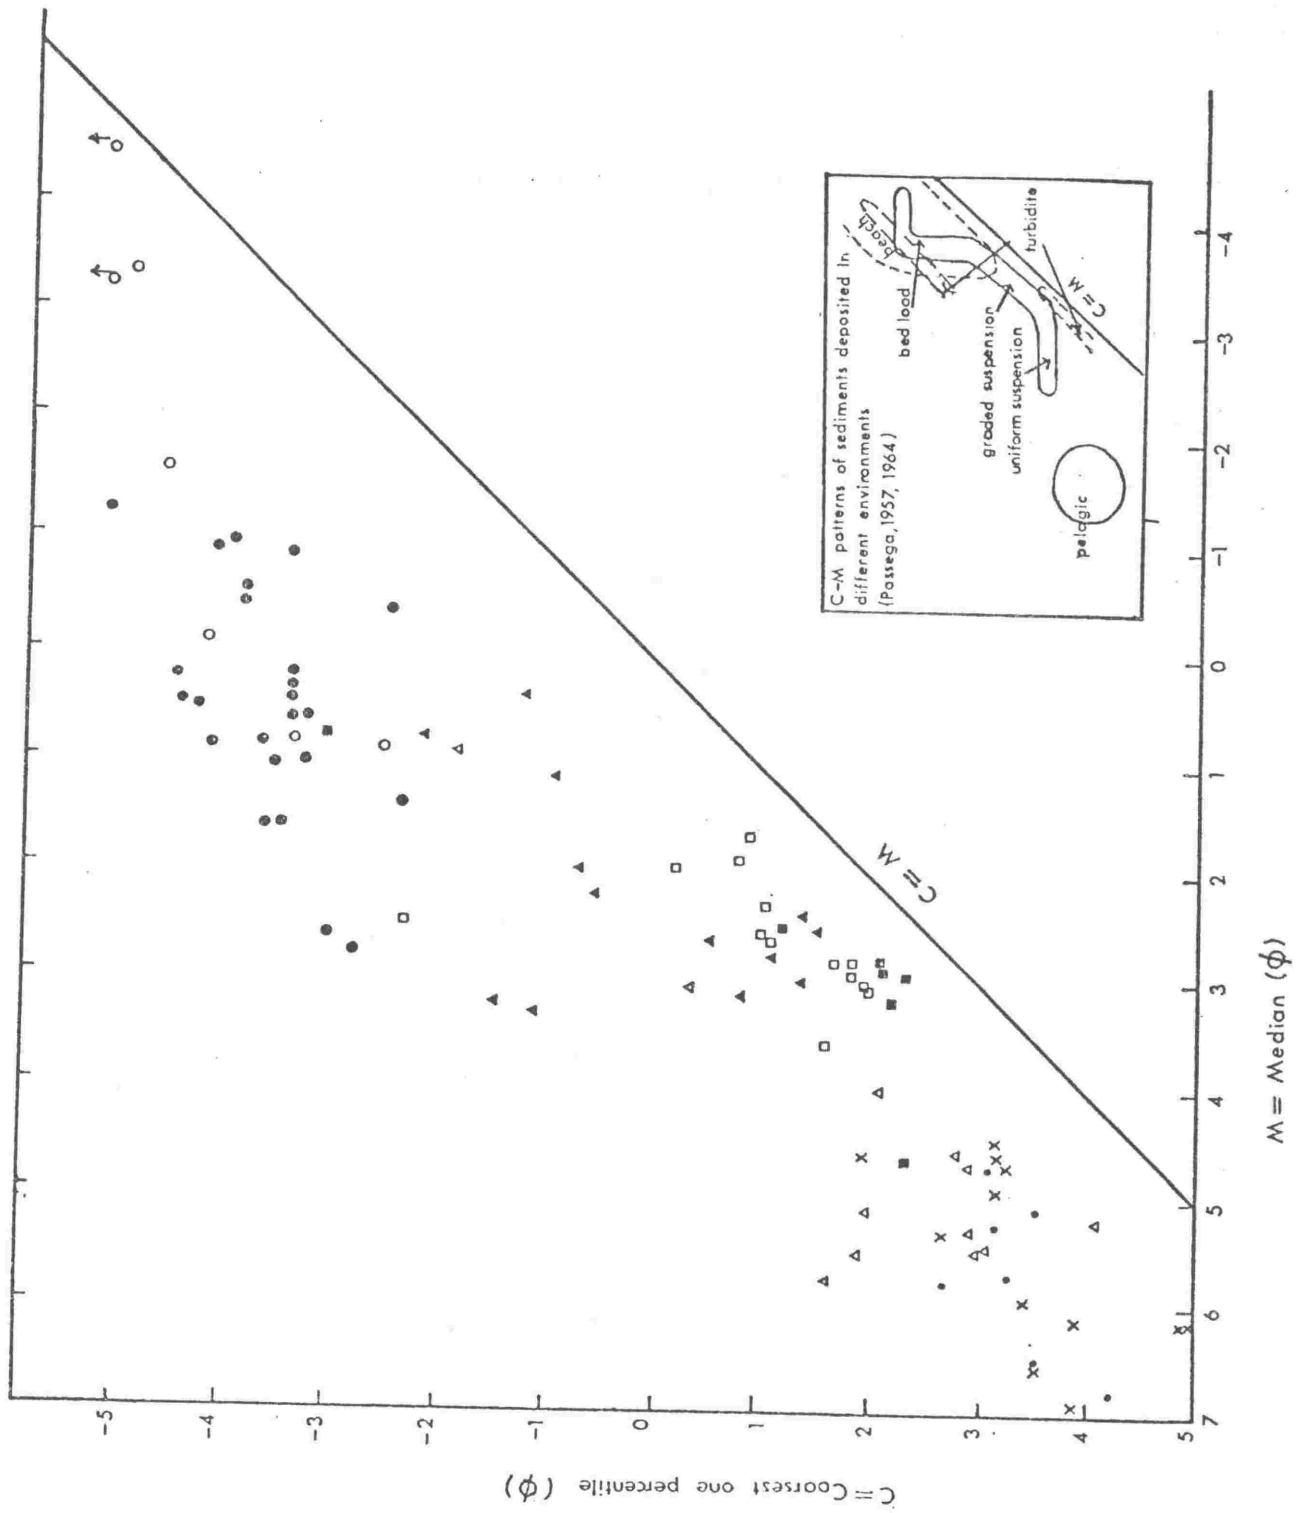 C=Coarsest one percentile (ϕ)
-5
-4
-3
-2
-1
0
1
2
3
4
5
7
6
5
4
3
2
1
0
-1
-2
-3
-4
M= Median (ϕ)
C=M
C-M patterns of sediments deposited in
different environments
(Passega, 1957, 1964)
beach
bed load
graded suspension
uniform suspension
turbidite
C=M
pelagic